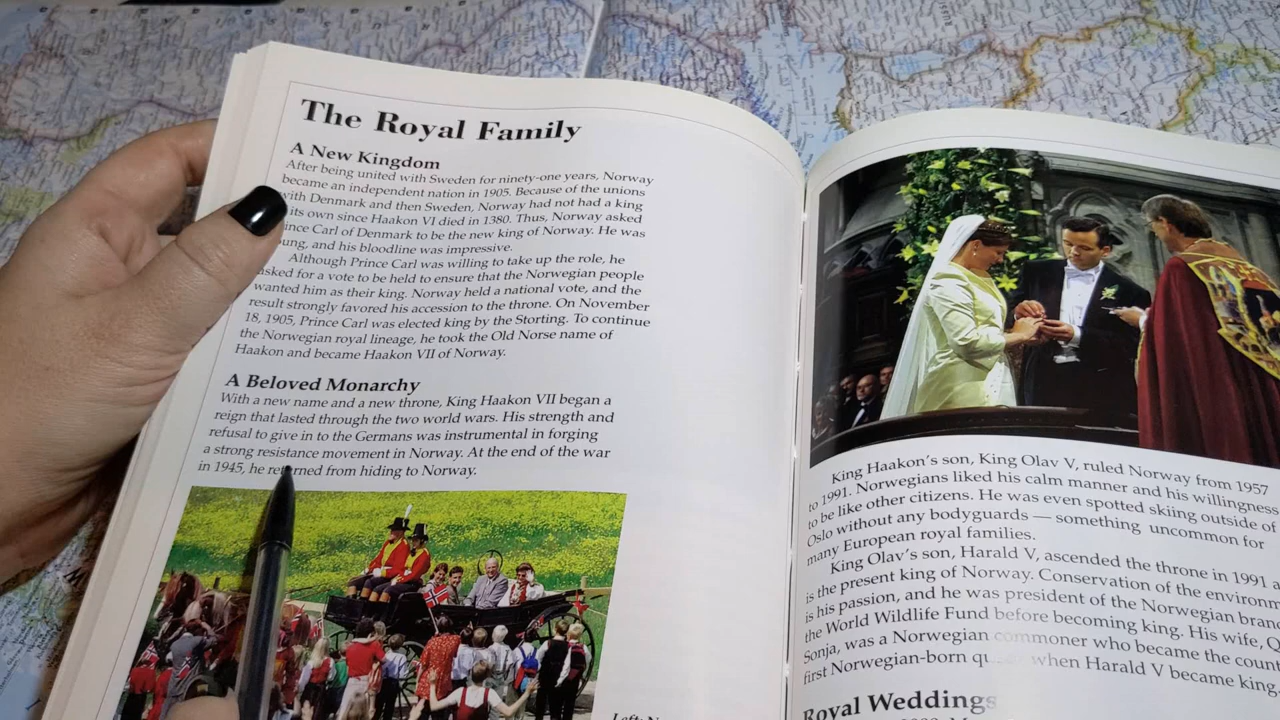 The Royal Family
A New Kingdom
After being united with Sweden for ninety-one years, Norway
became an independent nation in 1905. Because of the unions
with Denmark and then Sweden, Norway had not had a king
its own since Haakon VI died in 1380. Thus, Norway asked
Carl of Denmark to be the new king of Norway. He was
and his bloodline was impressive.
Although Prince Carl was willing to take up the role, he
asked for a vote to be held to ensure that the Norwegian people
wanted him as their king. Norway held a national vote, and the
result strongly favored his accession to the throne. On November
18, 1905, Prince Carl was elected king by the Storting. To continue
the Norwegian royal lineage, he took the Old Norse name of
Haakon and became Haakon VII of Norway.
A Beloved Monarchy
With a new name and a new throne, King Haakon VII began a
reign that lasted through the two world wars. His strength and
refusal to give in to the Germans was instrumental in forging
a strong resistance movement in Norway. At the end of the war
in 1945, he returned from hiding to Norway.
King Haakon's son, King Olav V, ruled Norway from 1957
to 1991. Norwegians liked his calm manner and his willingness
to be like other citizens. He was even spotted skiing outside of
Oslo without any bodyguards — something uncommon for
many European royal families.
King Olav's son, Harald V, ascended the throne in 1991
is the present king of Norway. Conservation of the
is his passion, and he was president of the Norwegian
the World Wildlife Fund before becoming king. His wife,
Sonja, was a Norwegian commoner who became the
first Norwegian-born when Harald V became king.
Royal Weddings